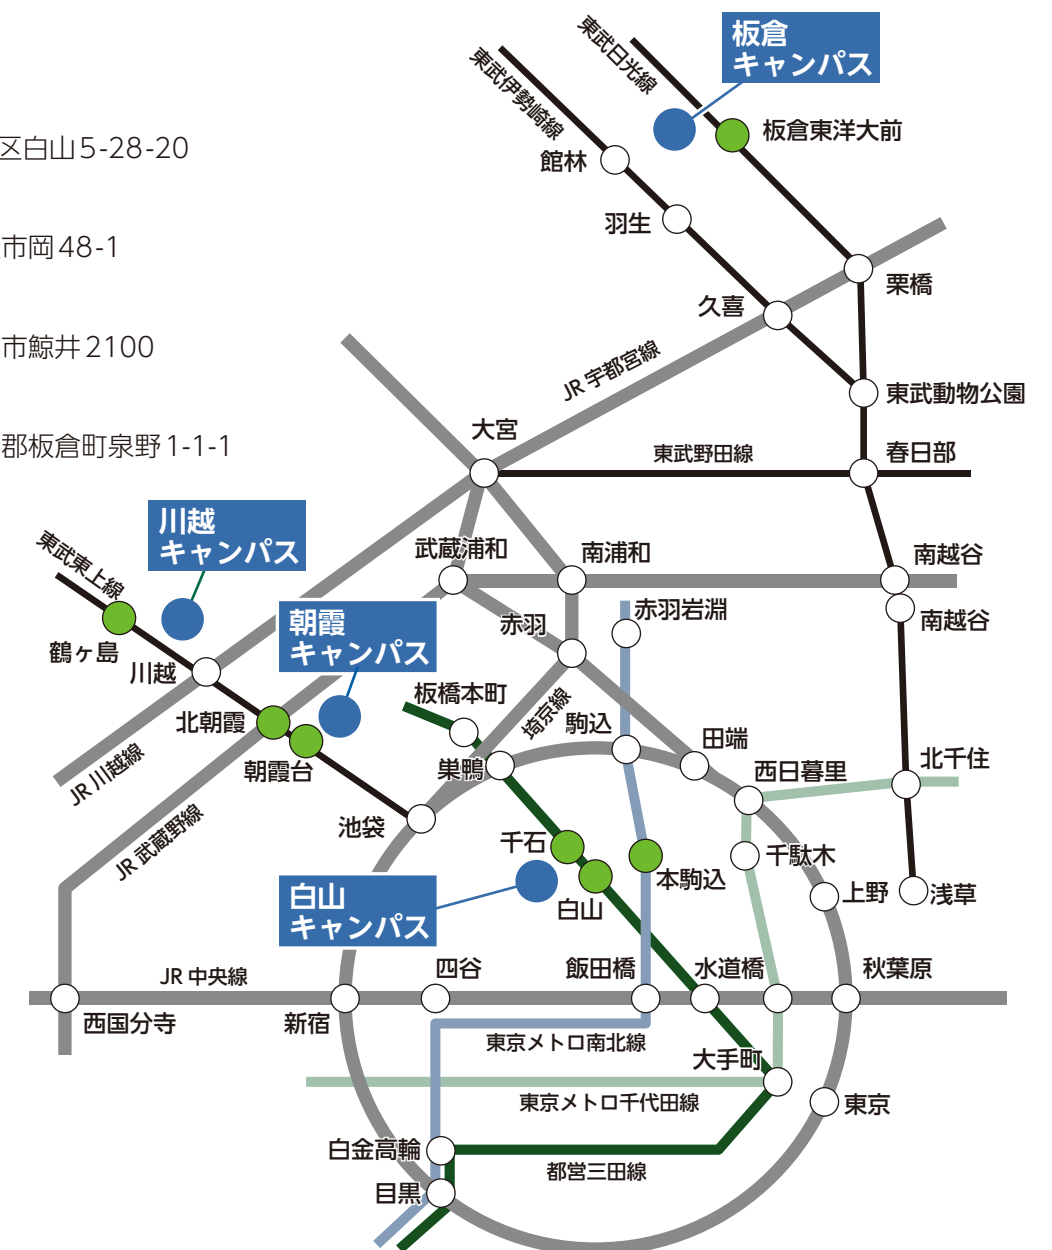 区白山5-28-20
市岡48-1
市鯨井2100
郡板倉町泉野1-1-1
東武日光線
板倉
キャンパス
東武伊勢崎線
板倉東洋大前
館林
羽生
栗橋
久喜
JR 宇都宮線
東武動物公園
大宮
東武野田線
春日部
川越
キャンパス
東武東上線
武蔵浦和
南浦和
南越谷
朝霞
キャンパス
赤羽
赤羽岩淵
南越谷
鶴ヶ島
川越
板橋本町
埼京線
駒込
北朝霞
田端
朝霞台
巣鴨
西日暮里
北千住
JR 川越線
JR 武蔵野線
池袋
千石
千駄木
本駒込
白山
キャンパス
白山
上野
浅草
JR 中央線
四谷
飯田橋
水道橋
秋葉原
西国分寺
新宿
東京メトロ南北線
大手町
東京メトロ千代田線
東京
白金高輪
都営三田線
目黒